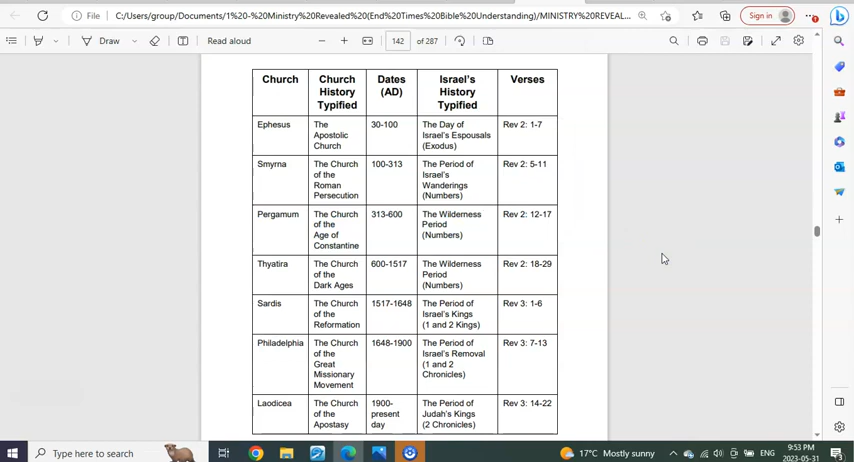 File
C:/Users/group/Documents/1%20-%20Ministry%20Revealed(End%20Times%20Bible%20Understanding)/MINISTRY%20REVEAL...
Sign in
Draw
Read aloud
142 of 287
Church Church History Typified Dates (AD) Israel's History Typified Verses
Ephesus The Apostolic Church 30-100 The Day of Israel's Espousals (Exodus) Rev 2: 1-7
Smyrna The Church of the Roman Persecution 100-313 The Period of Israel's Wanderings (Numbers) Rev 2: 5-11
Pergamum The Church of the Age of Constantine 313-600 The Wilderness Period (Numbers) Rev 2: 12-17
Thyatira The Church of the Dark Ages 600-1517 The Wilderness Period (Numbers) Rev 2: 18-29
Sardis The Church of the Reformation 1517-1648 The Period of Israel's Kings (1 and 2 Kings) Rev 3: 1-6
Philadelphia The Church of the Great Missionary Movement 1648-1900 The Period of Israel's Removal (1 and 2 Chronicles) Rev 3: 7-13
Laodicea The Church of the Apostasy 1900-present day The Period of Judah's Kings (2 Chronicles) Rev 3: 14-22
Type here to search
17°C Mostly sunny
ENG
9:53 PM
2023-05-31